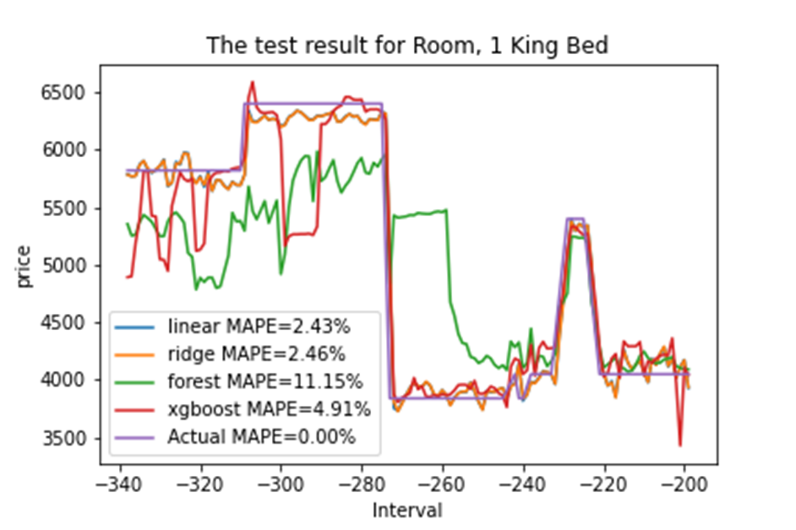 The test result for Room, 1 King Bed
price
6500
6000
5500
5000
4500
4000
3500
linear MAPE=2.43%
ridge MAPE=2.46%
forest MAPE=11.15%
xgboost MAPE=4.91%
Actual MAPE=0.00%
−340 −320 −300 −280 −260 −240 −220 −200
Interval